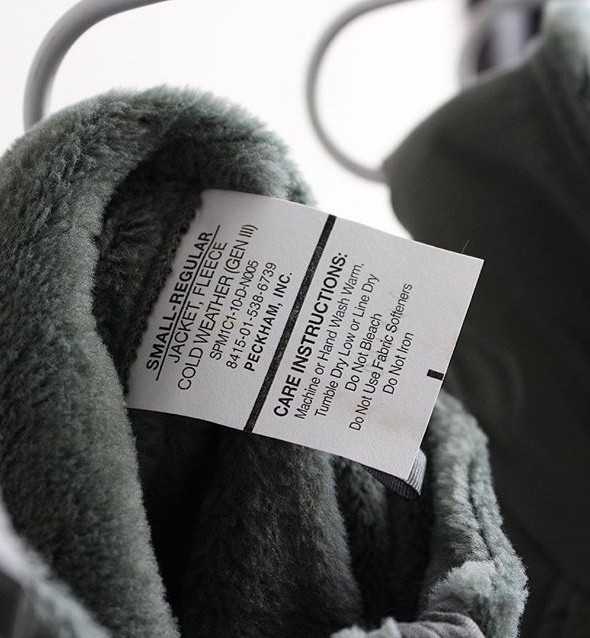 SMALL-REGULAR
JACKET, FLEECE
COLD WEATHER (GEN III)
SPM1C1-10-D-N005
8415-01-538-6739
PECKHAM, INC.
CARE INSTRUCTIONS:
Machine or Hand Wash Warm,
Tumble Dry Low or Line Dry
Do Not Bleach
Do Not Use Fabric Softeners
Do Not Iron